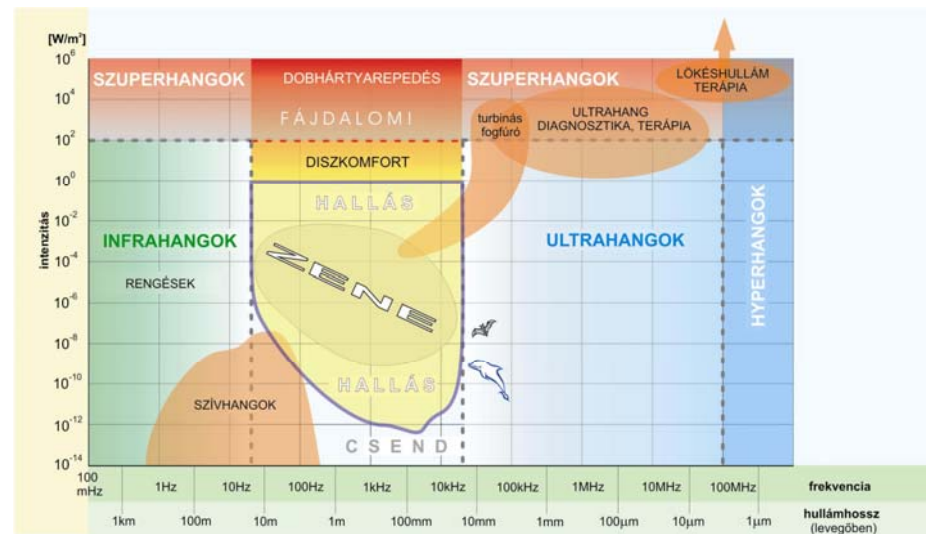 [W/m²]
10⁶
10⁴
10²
10⁰
10⁻²
10⁻⁴
10⁻⁶
10⁻⁸
10⁻¹⁰
10⁻¹²
10⁻¹⁴
intenzitás
SZUPERHANGOK
DOBHÁRTYAREPEDÉS
SZUPERHANGOK
LÖKÉSHULLÁM
TERÁPIA
FÁJDALOMI
turbinás
fogfúró
ULTRAHANG
DIAGNOSZTIKA, TERÁPIA
DISZKOMFORT
HALLÁS
INFRAHANGOK
ZENE
ULTRAHANGOK
HYPERHANGOK
RENGÉSEK
HALLÁS
SZÍVHANGOK
CSEND
100
mHz
1Hz
10Hz
100Hz
1kHz
10kHz
100kHz
1MHz
10MHz
100MHz
frekvencia
1km
100m
10m
1m
100mm
10mm
1mm
100µm
10µm
1µm
hullámhossz
(levegőben)